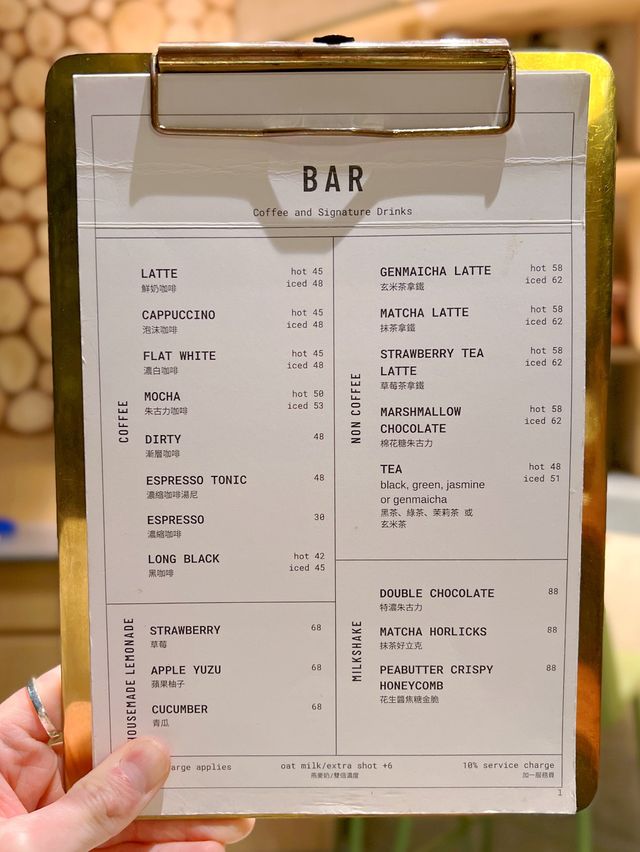 BAR
Coffee and Signature Drinks
COFFEE
LATTE hot 45
鮮奶咖啡 iced 48
CAPPUCCINO hot 45
泡沫咖啡 iced 48
FLAT WHITE hot 45
濃白咖啡 iced 48
MOCHA hot 50
朱古力咖啡 iced 53
DIRTY 48
漸層咖啡
ESPRESSO TONIC 48
濃縮咖啡湯尼
ESPRESSO 30
濃縮咖啡
LONG BLACK hot 42
黑咖啡 iced 45
HOUSEMADE LEMONADE
STRAWBERRY 68
草莓
APPLE YUZU 68
蘋果柚子
CUCUMBER 68
青瓜
NON COFFEE
GENMAICHA LATTE hot 58
玄米茶拿鐵 iced 62
MATCHA LATTE hot 58
抹茶拿鐵 iced 62
STRAWBERRY TEA hot 58
LATTE iced 62
草莓茶拿鐵
MARSHMALLOW hot 58
CHOCOLATE iced 62
棉花糖朱古力
TEA hot 48
black, green, jasmine iced 51
or genmaicha
黑茶、綠茶、茉莉茶 或
玄米茶
MILKSHAKE
DOUBLE CHOCOLATE 88
特濃朱古力
MATCHA HORLICKS 88
抹茶好立克
PEABUTTER CRISPY 88
HONEYCOMB
花生醬焦糖金脆
arge applies oat milk/extra shot +6 10% service charge
燕麥奶/雙倍濃度 加一服務費
1